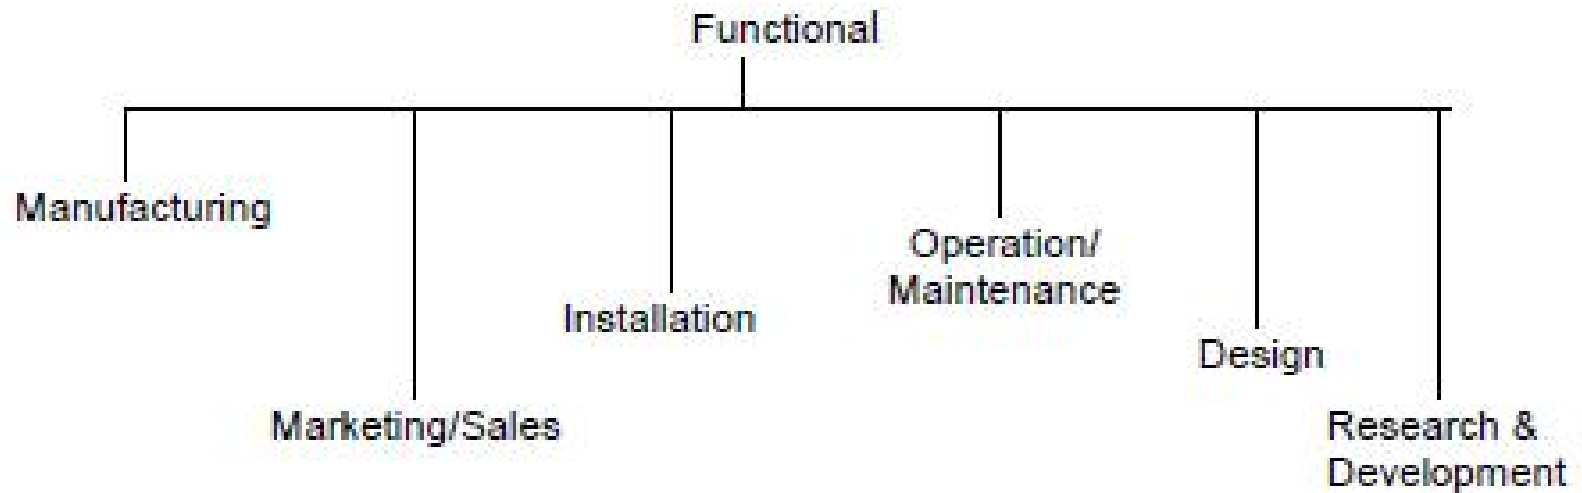 Functional
Manufacturing
Marketing/Sales
Installation
Operation/
Maintenance
Design
Research &
Development